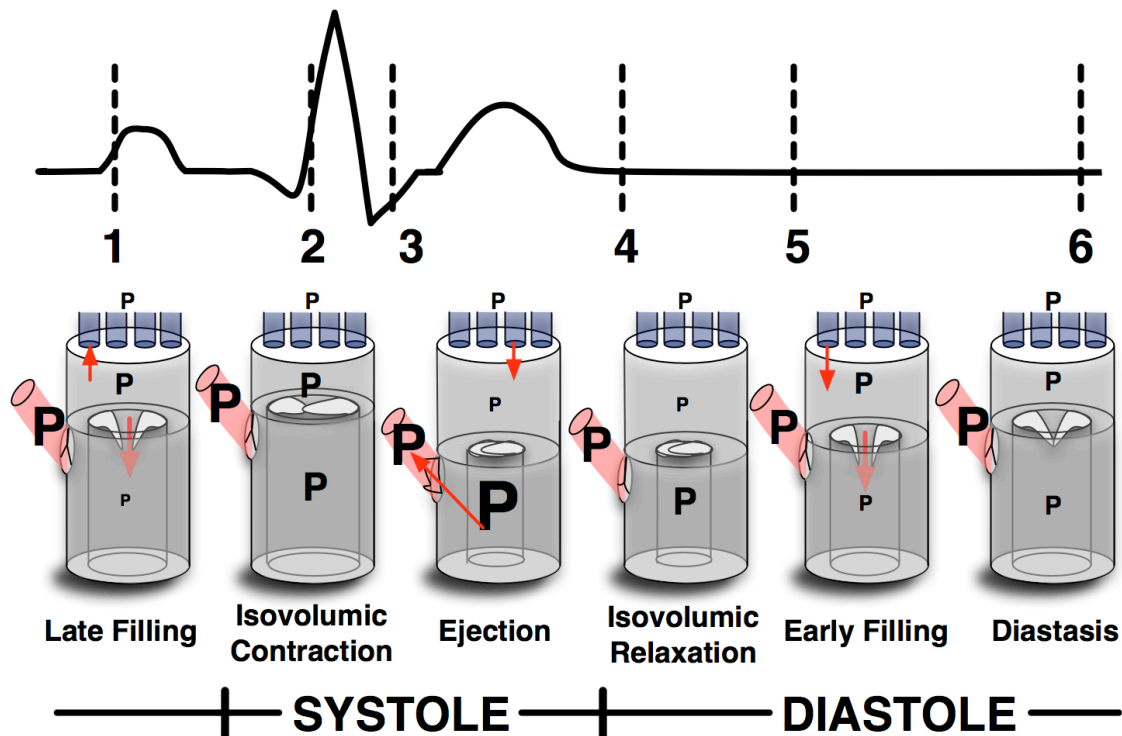 1 2 3 4 5 6
P P P P P P
P P P P P P
P P P P P P
P P P P P P
Late Filling
Isovolumic
Contraction
Ejection
Isovolumic
Relaxation
Early Filling
Diastasis
SYSTOLE DIASTOLE